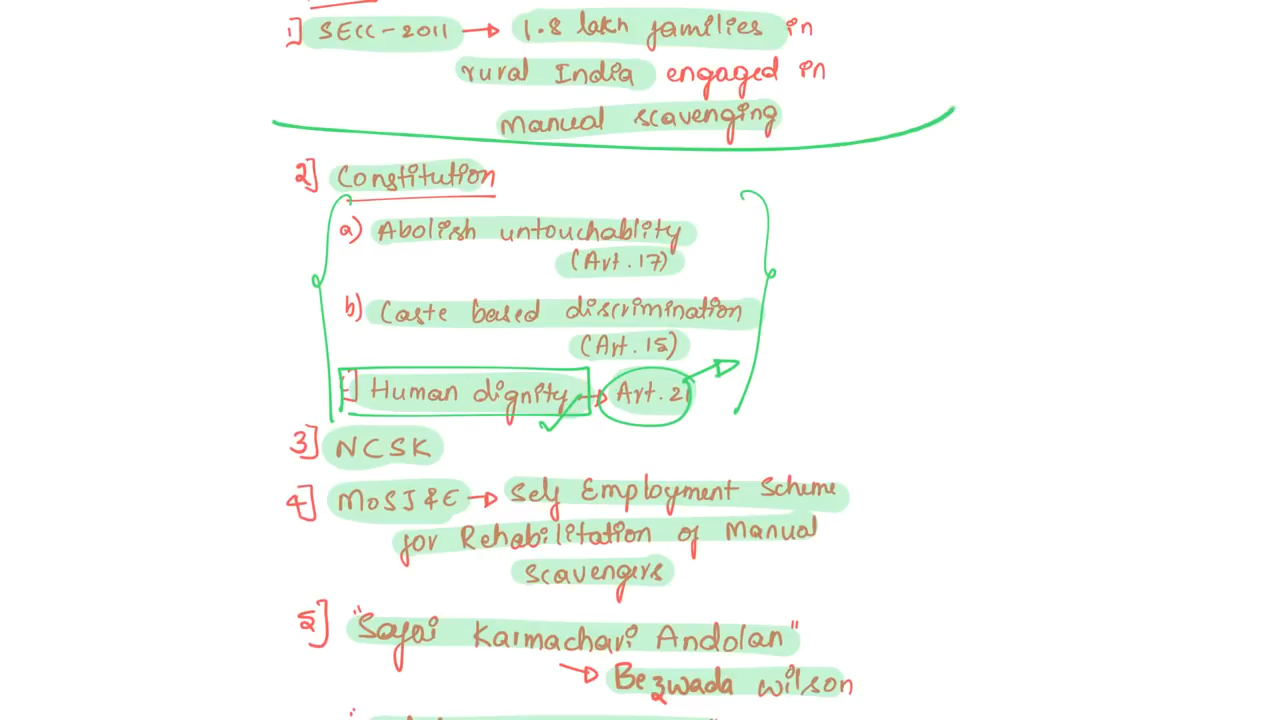 1] SECC-2011 → 1.8 lakh families in
rural India engaged in
Manual scavenging
2] Constitution
a) Abolish untouchablity
(Art.17)
b) Caste based discrimination
(Art.15)
c] Human dignity → Art.21
3] NCSK
4] MoSJ&E → Self Employment Scheme
for Rehabilitation of Manual
Scavengers
5] "Safai Karmachari Andolan"
→ Bezwada wilson